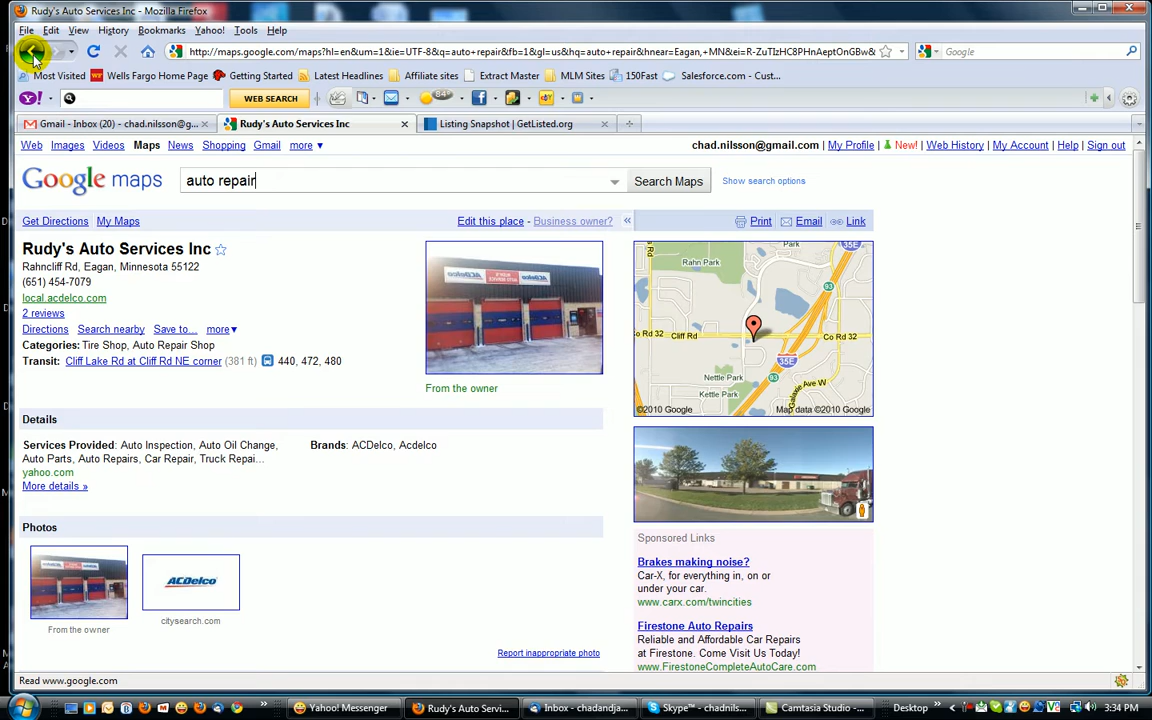 Rudy's Auto Services Inc - Mozilla Firefox
File Edit View History Bookmarks Yahoo! Tools Help
http://maps.google.com/maps?hl=en&um=1&ie=UTF-8&q=auto+repair&fb=1&gl=us&hq=auto+repair&hnear=Eagan,+MN&ei=R-ZuTIzHC8PHnAeptOnGBw& Google
Most Visited Wells Fargo Home Page Getting Started Latest Headlines Affiliate sites Extract Master MLM Sites 150Fast Salesforce.com - Cust...
Y! WEB SEARCH 84°
Gmail - Inbox (20) - chad.nilsson@g... Rudy's Auto Services Inc Listing Snapshot | GetListed.org
Web Images Videos Maps News Shopping Gmail more ▼ chad.nilsson@gmail.com | My Profile | New! Web History | My Account | Help | Sign out
Google maps auto repair Search Maps Show search options
Get Directions My Maps Edit this place - Business owner? « Print Email Link
Rudy's Auto Services Inc
Rahncliff Rd, Eagan, Minnesota 55122
(651) 454-7079
local.acdelco.com
2 reviews
Directions Search nearby Save to... more▼
Categories: Tire Shop, Auto Repair Shop
Transit: Cliff Lake Rd at Cliff Rd NE corner (381 ft) 440, 472, 480
ACDelco
From the owner
Park
Rahn Park
35E
93
Co Rd 32
Cliff Rd
Co Rd 32
Nettle Park
35E
93
Kettle Park
Galaxie Ave W
©2010 Google Map data ©2010 Google
Details
Services Provided: Auto Inspection, Auto Oil Change, Auto Parts, Auto Repairs, Car Repair, Truck Repai...
Brands: ACDelco, Acdelco
yahoo.com
More details »
Photos
ACDelco
From the owner
citysearch.com
Report inappropriate photo
Sponsored Links
Brakes making noise?
Car-X, for everything in, on or
under your car.
www.carx.com/twincities
Firestone Auto Repairs
Reliable and Affordable Car Repairs
& Service. Come Visit Us Today!
www.FirestoneCompleteAutoCare.com
Read www.google.com
Yahoo! Messenger Rudy's Auto Servi... Inbox - chadandja... Skype™ - chadnils... Camtasia Studio - ... Desktop 3:34 PM